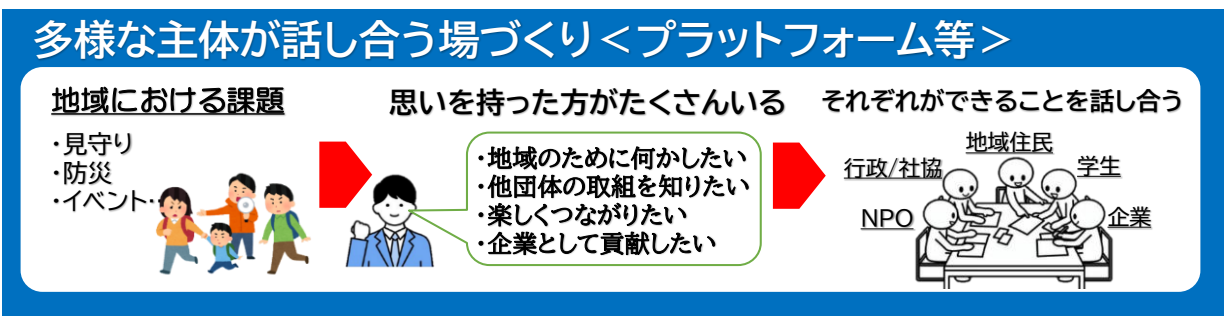 多様な主体が話し合う場づくり＜プラットフォーム等＞
地域における課題
・見守り
・防災
・イベント…
思いを持った方がたくさんいる
・地域のために何かしたい
・他団体の取組を知りたい
・楽しくつながりたい
・企業として貢献したい
それぞれができることを話し合う
地域住民
行政/社協
学生
NPO
企業